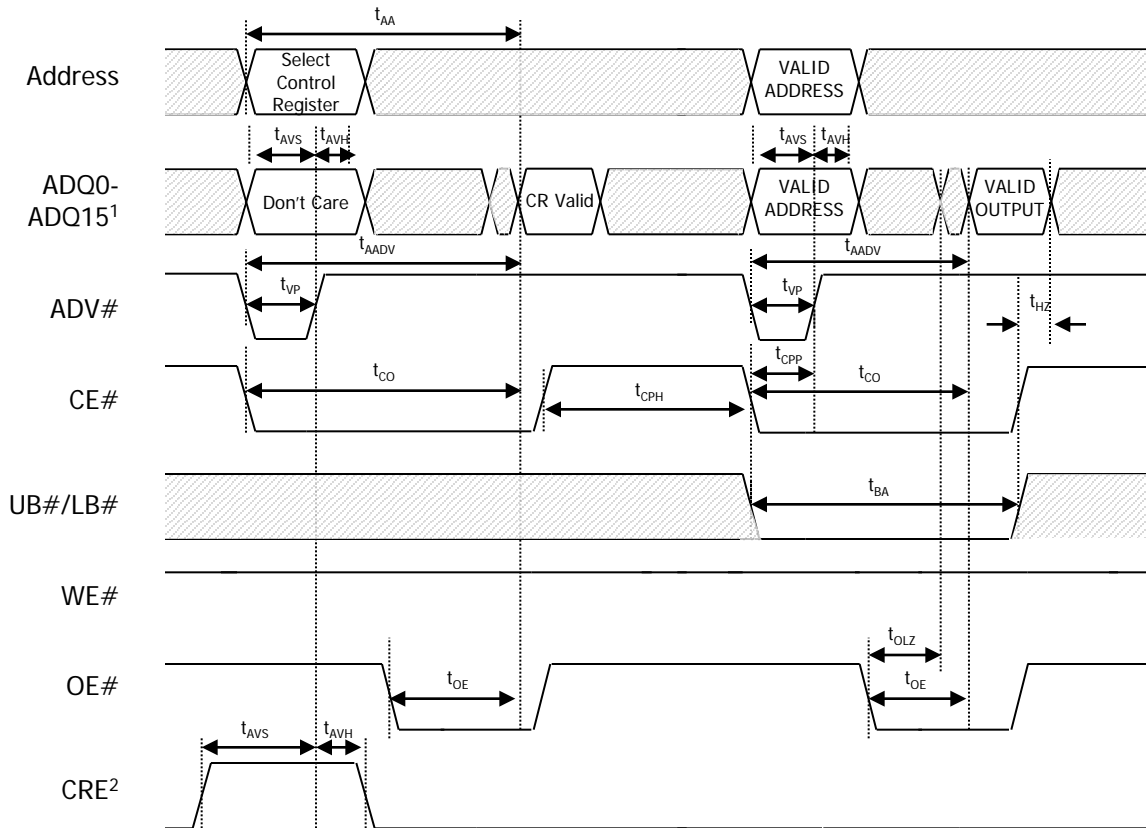 tAA
Address
Select
Control
Register
VALID
ADDRESS
tAVS tAVH tAVS tAVH
ADQ0-
ADQ15¹
Don't Care
CR Valid
VALID
ADDRESS
VALID
OUTPUT
tAADV tAADV
ADV#
tVP tVP
tHZ
CE#
tCO
tCPH
tCPP
tCO
UB#/LB#
tBA
WE#
tOLZ
OE#
tOE tOE
tAVS tAVH
CRE²